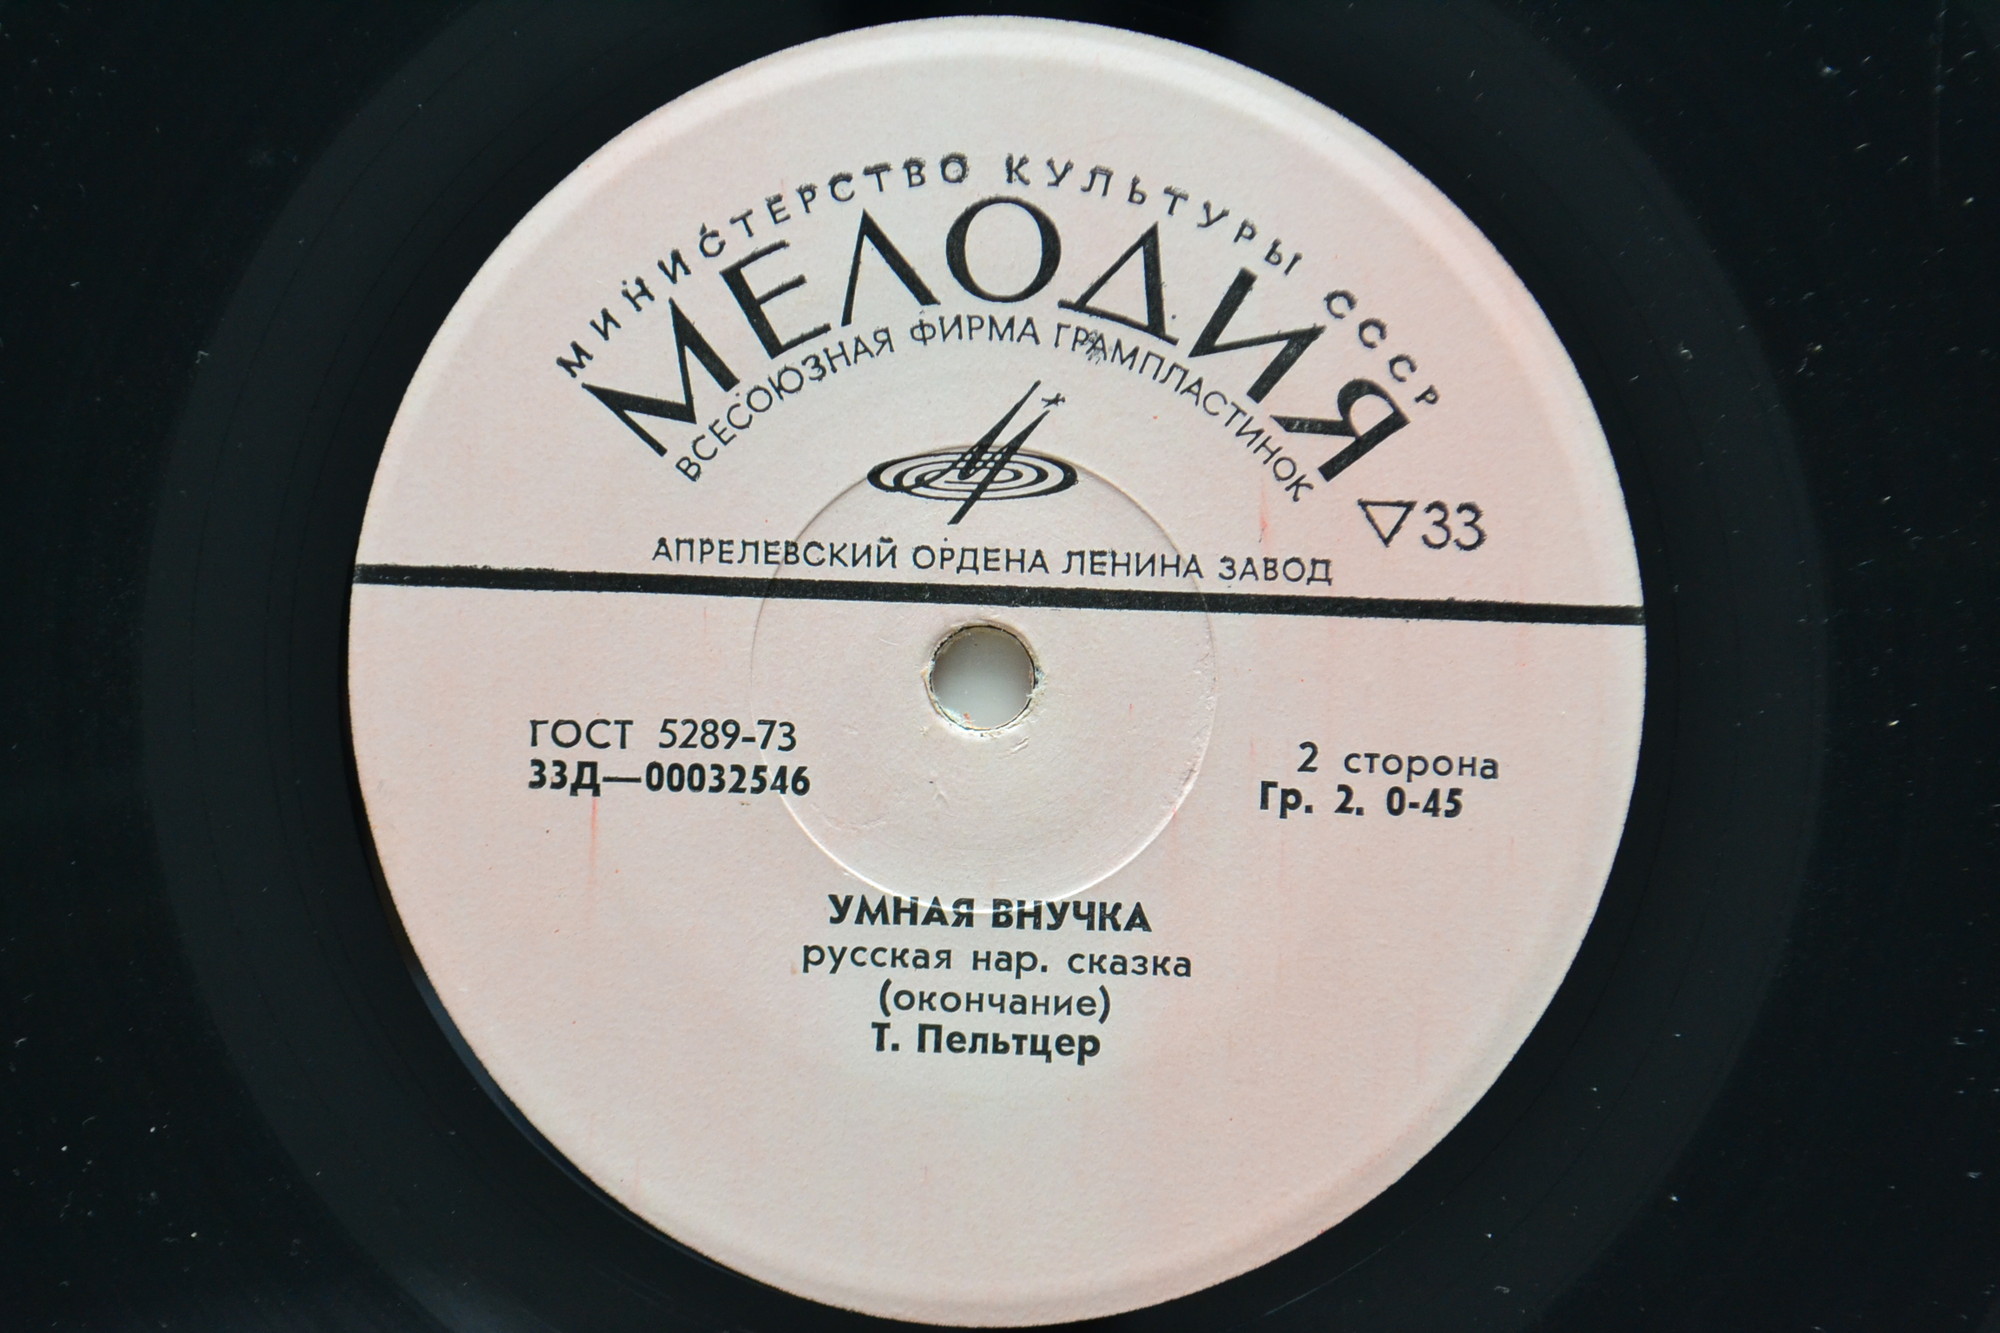 МИНИСТЕРСТВО КУЛЬТУРЫ СССР
МЕЛОДИЯ
ВСЕСОЮЗНАЯ ФИРМА ГРАМПЛАСТИНОК
▽33
АПРЕЛЕВСКИЙ ОРДЕНА ЛЕНИНА ЗАВОД
ГОСТ 5289-73
33Д—00032546
2 сторона
Гр. 2. 0-45
УМНАЯ ВНУЧКА
русская нар. сказка
(окончание)
Т. Пельтцер